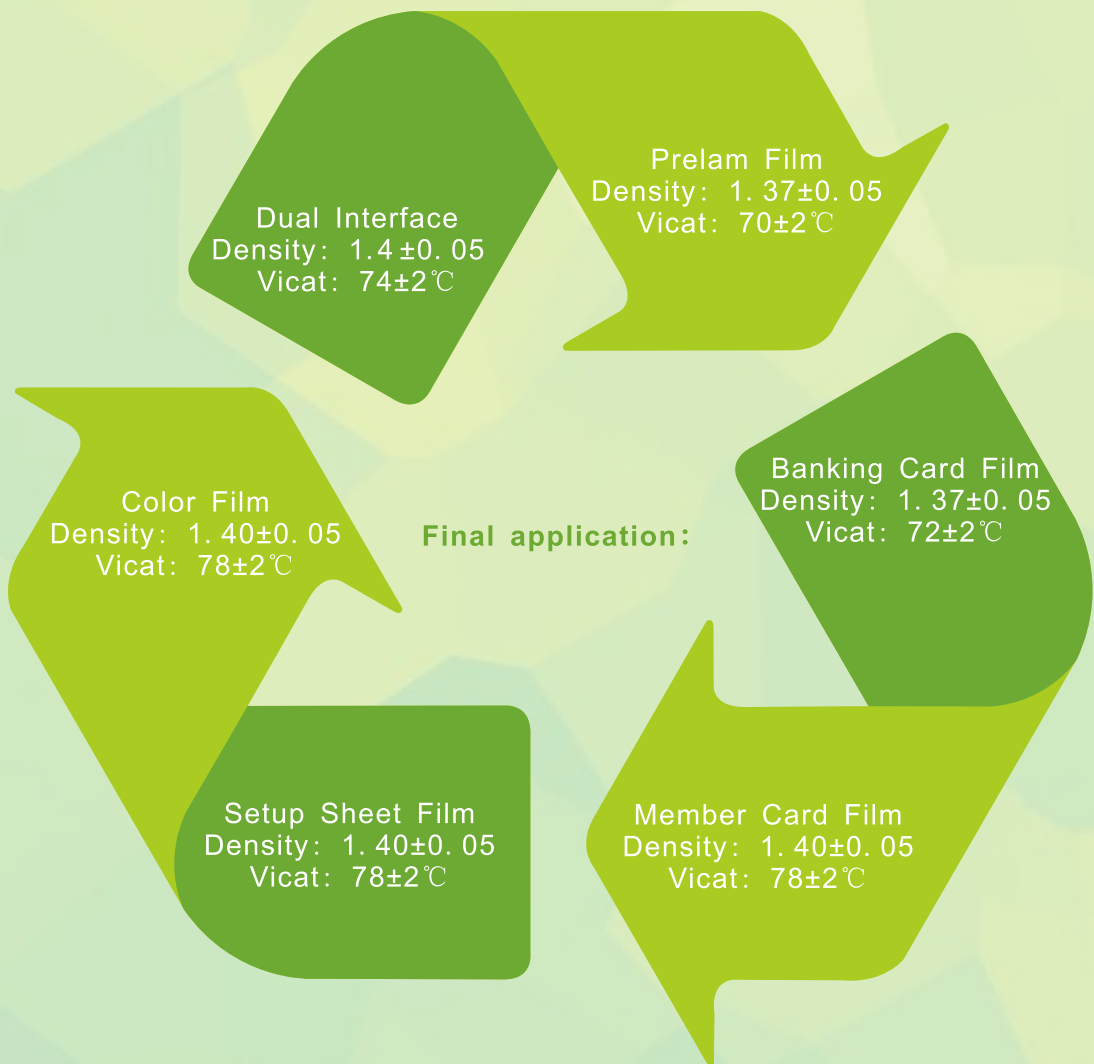 Prelam Film
Density: 1.37±0.05
Vicat: 70±2℃
Dual Interface
Density: 1.4±0.05
Vicat: 74±2℃
Banking Card Film
Density: 1.37±0.05
Vicat: 72±2℃
Color Film
Density: 1.40±0.05
Vicat: 78±2℃
Final application:
Setup Sheet Film
Density: 1.40±0.05
Vicat: 78±2℃
Member Card Film
Density: 1.40±0.05
Vicat: 78±2℃